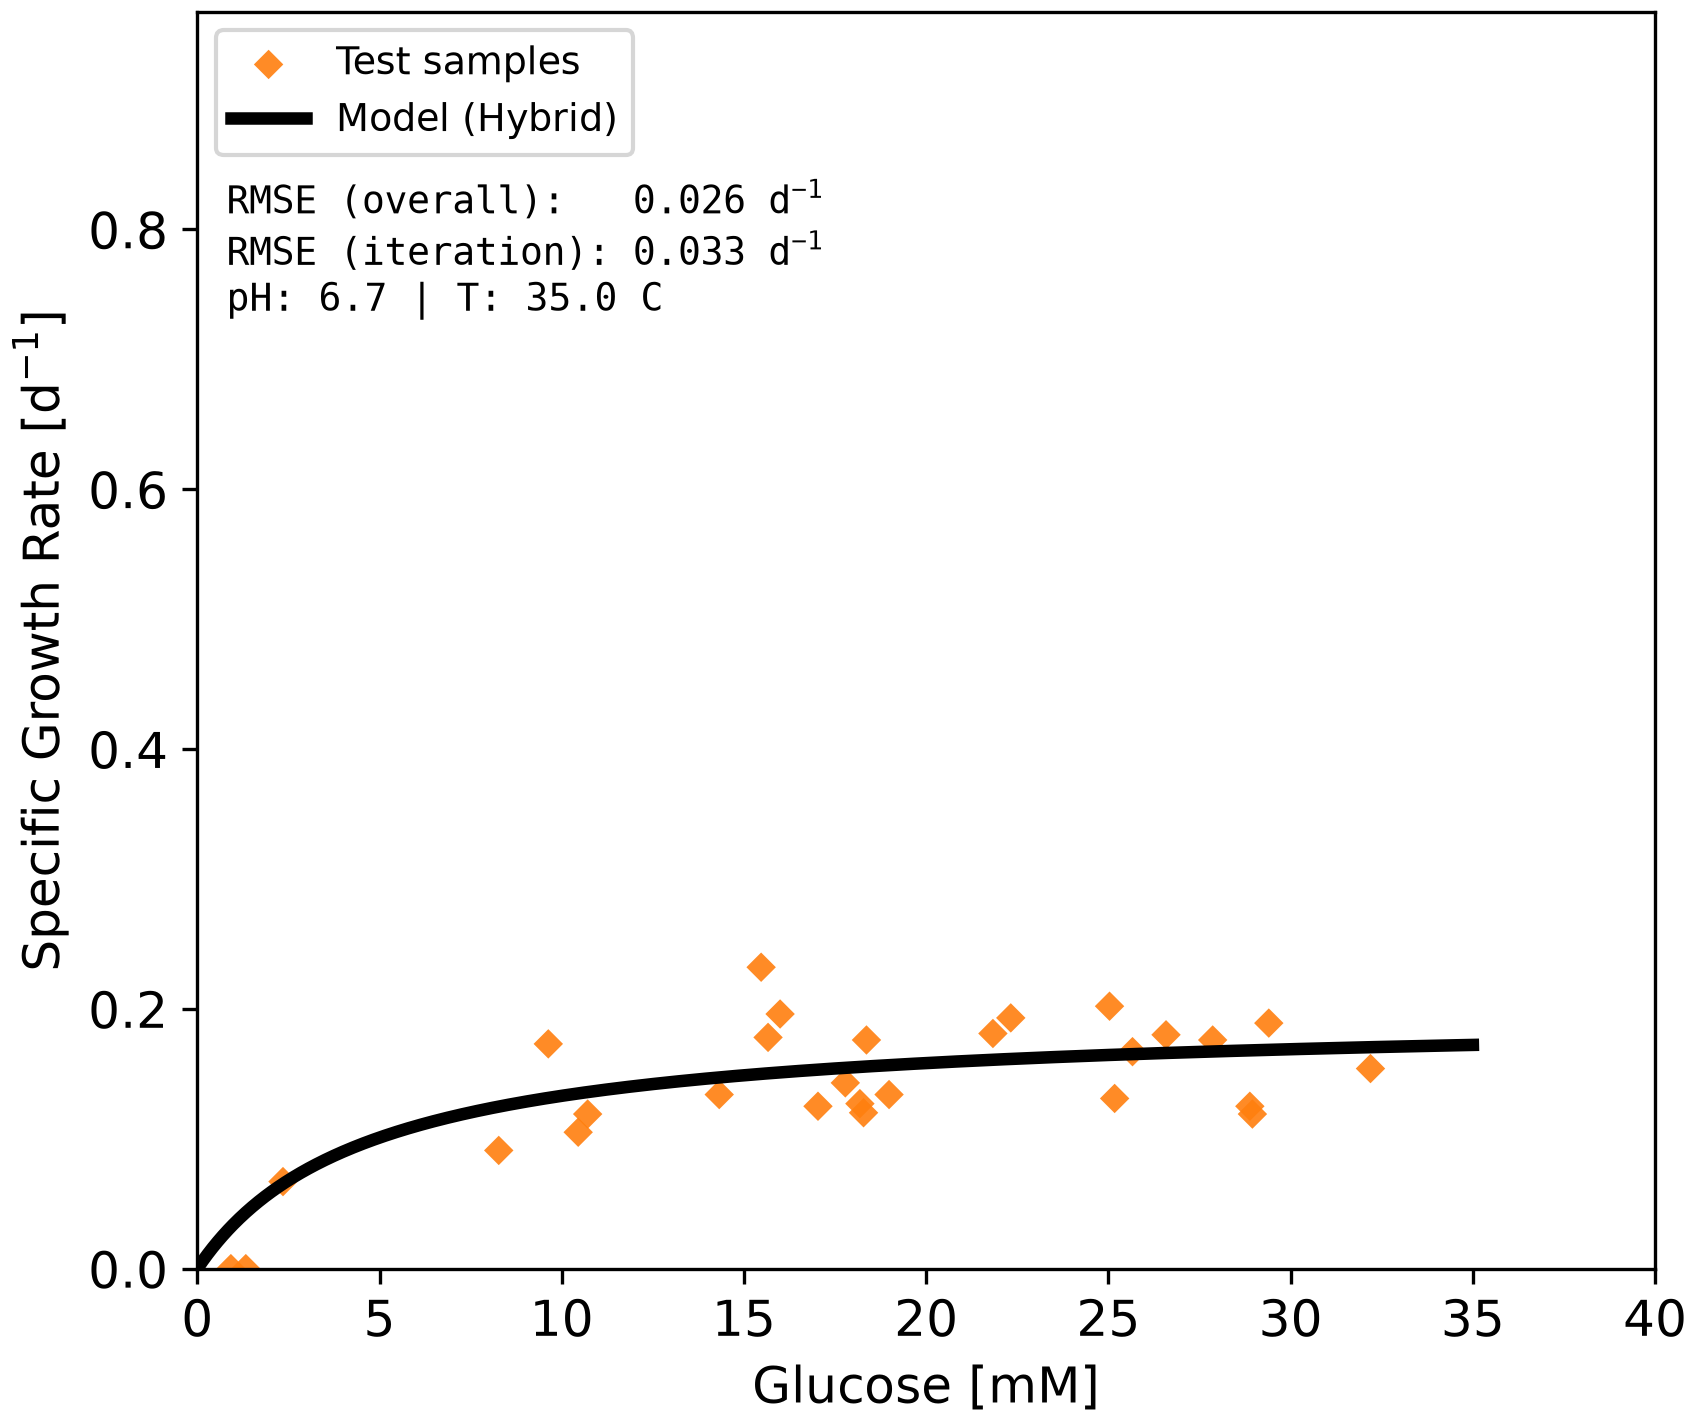 Test samples
Model (Hybrid)
RMSE (overall):   0.026 d⁻¹
RMSE (iteration): 0.033 d⁻¹
pH: 6.7 | T: 35.0 C
Specific Growth Rate [d⁻¹]
0.8
0.6
0.4
0.2
0.0
0 5 10 15 20 25 30 35 40
Glucose [mM]